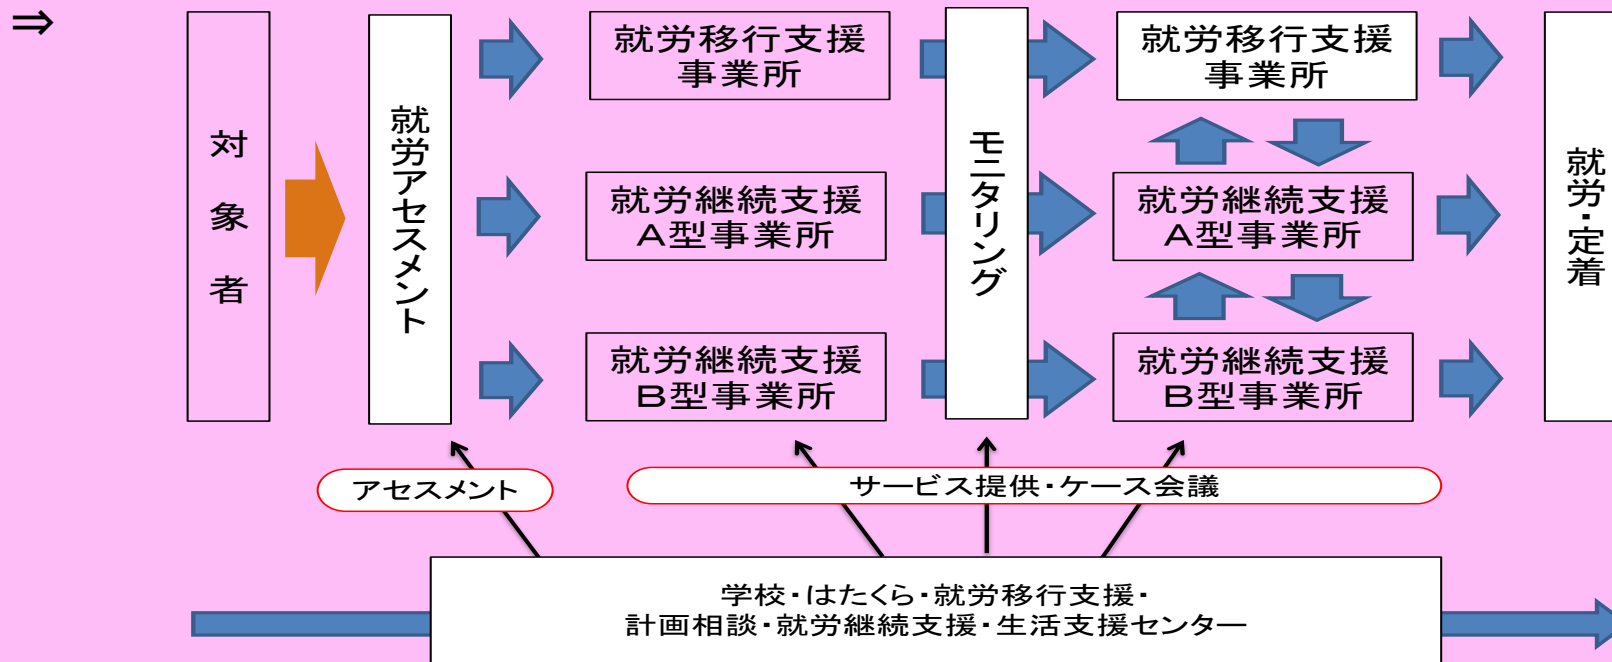 ⇒
対象者
就労アセスメント
就労移行支援
事業所
就労継続支援
A型事業所
就労継続支援
B型事業所
モニタリング
就労移行支援
事業所
就労継続支援
A型事業所
就労継続支援
B型事業所
就労・定着
アセスメント
サービス提供・ケース会議
学校・はたくら・就労移行支援・
計画相談・就労継続支援・生活支援センター